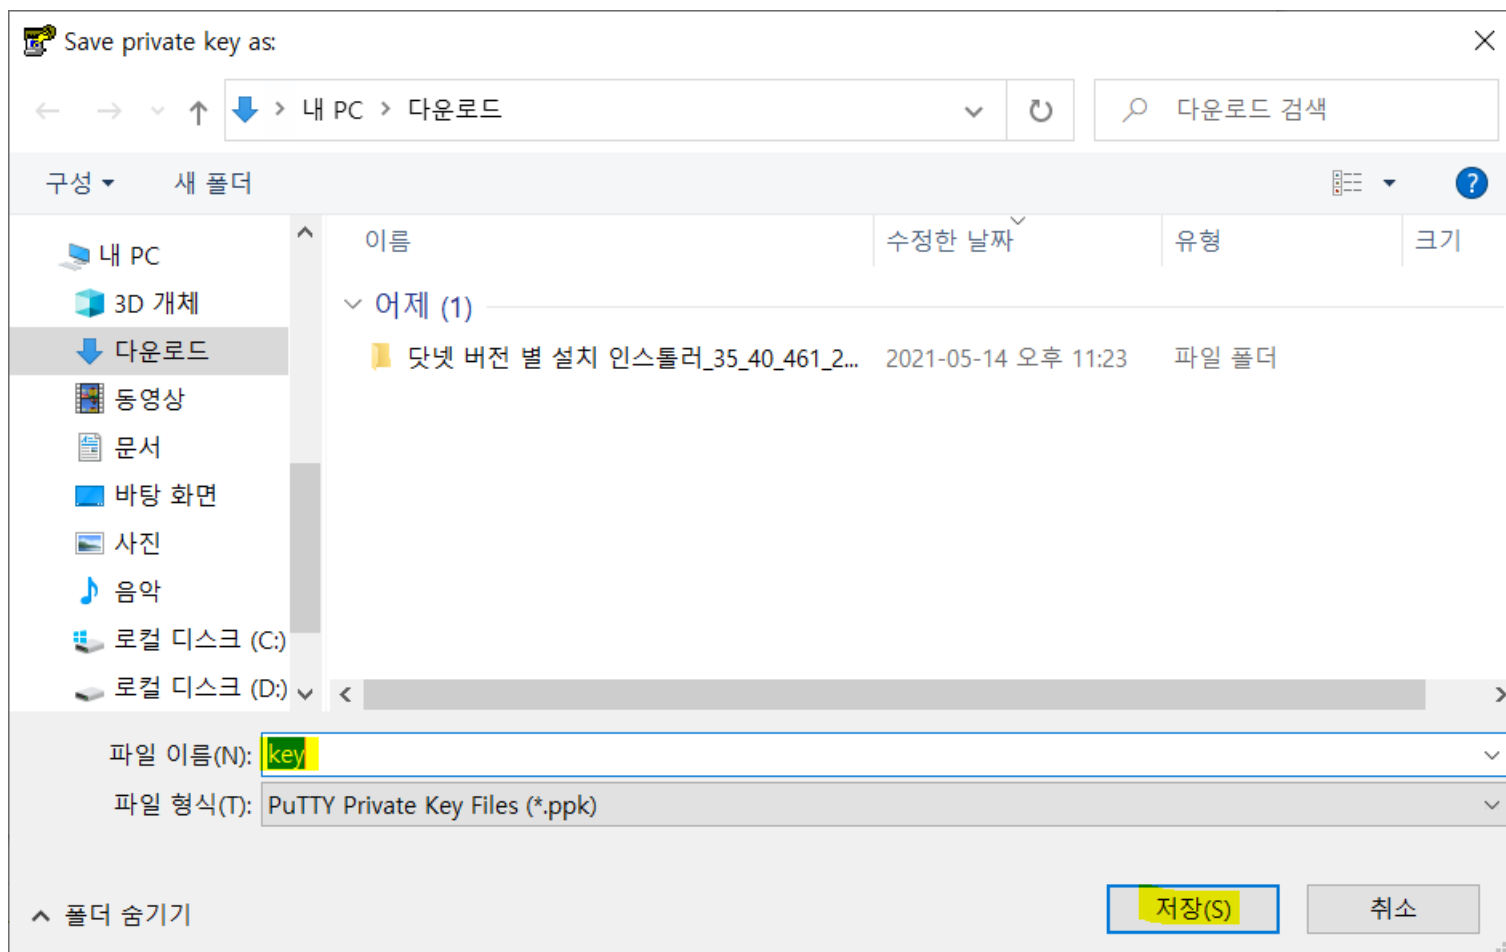 Save private key as:
내 PC > 다운로드
다운로드 검색
구성
새 폴더
이름
수정한 날짜
유형
크기
내 PC
3D 개체
다운로드
동영상
문서
바탕 화면
사진
음악
로컬 디스크 (C:)
로컬 디스크 (D:)
어제 (1)
닷넷 버전 별 설치 인스톨러_35_40_461_2...
2021-05-14 오후 11:23
파일 폴더
파일 이름(N):
key
파일 형식(T):
PuTTY Private Key Files (*.ppk)
폴더 숨기기
저장(S)
취소